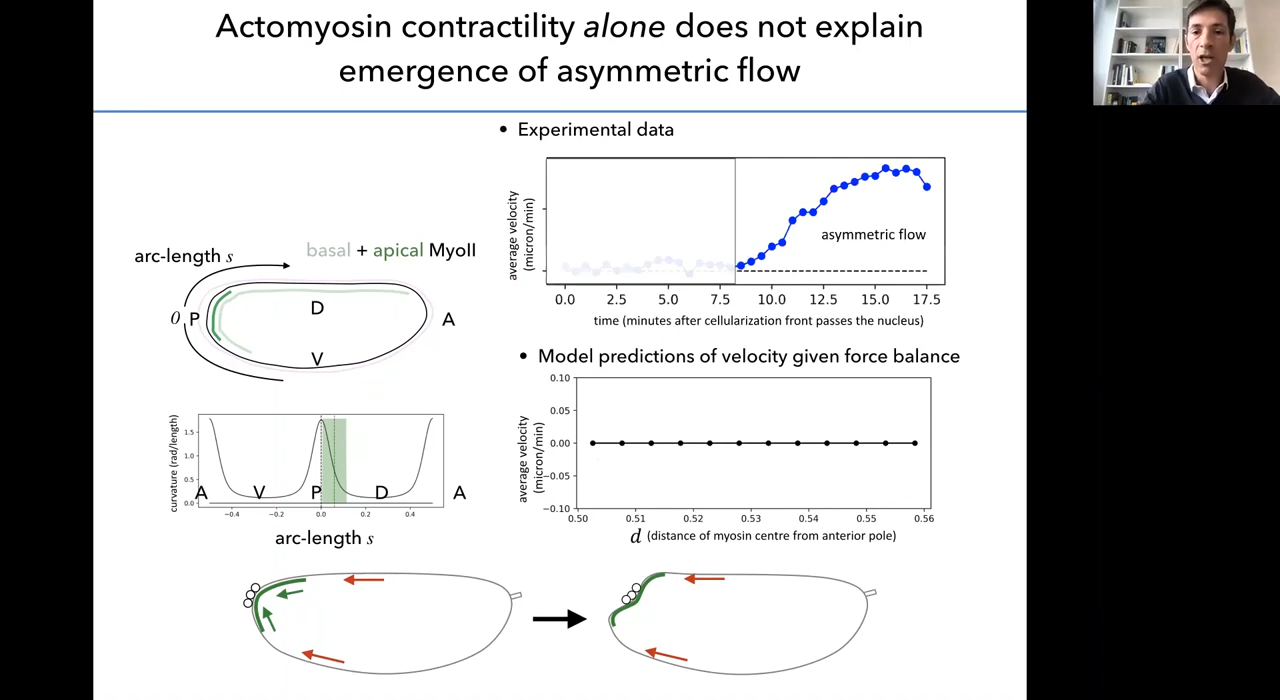 Actomyosin contractility alone does not explain
emergence of asymmetric flow
• Experimental data
average velocity
(micron/min)
asymmetric flow
0.0 2.5 5.0 7.5 10.0 12.5 15.0 17.5
time (minutes after cellularization front passes the nucleus)
arc-length s
basal + apical MyoII
0 P
D
A
V
• Model predictions of velocity given force balance
average velocity
(micron/min)
0.10
0.05
0.00
−0.05
−0.10
0.50 0.51 0.52 0.53 0.54 0.55 0.56
d (distance of myosin centre from anterior pole)
curvature (rad/length)
1.5
1.0
0.5
0.0
A V P D A
−0.4 −0.2 0.0 0.2 0.4
arc-length s